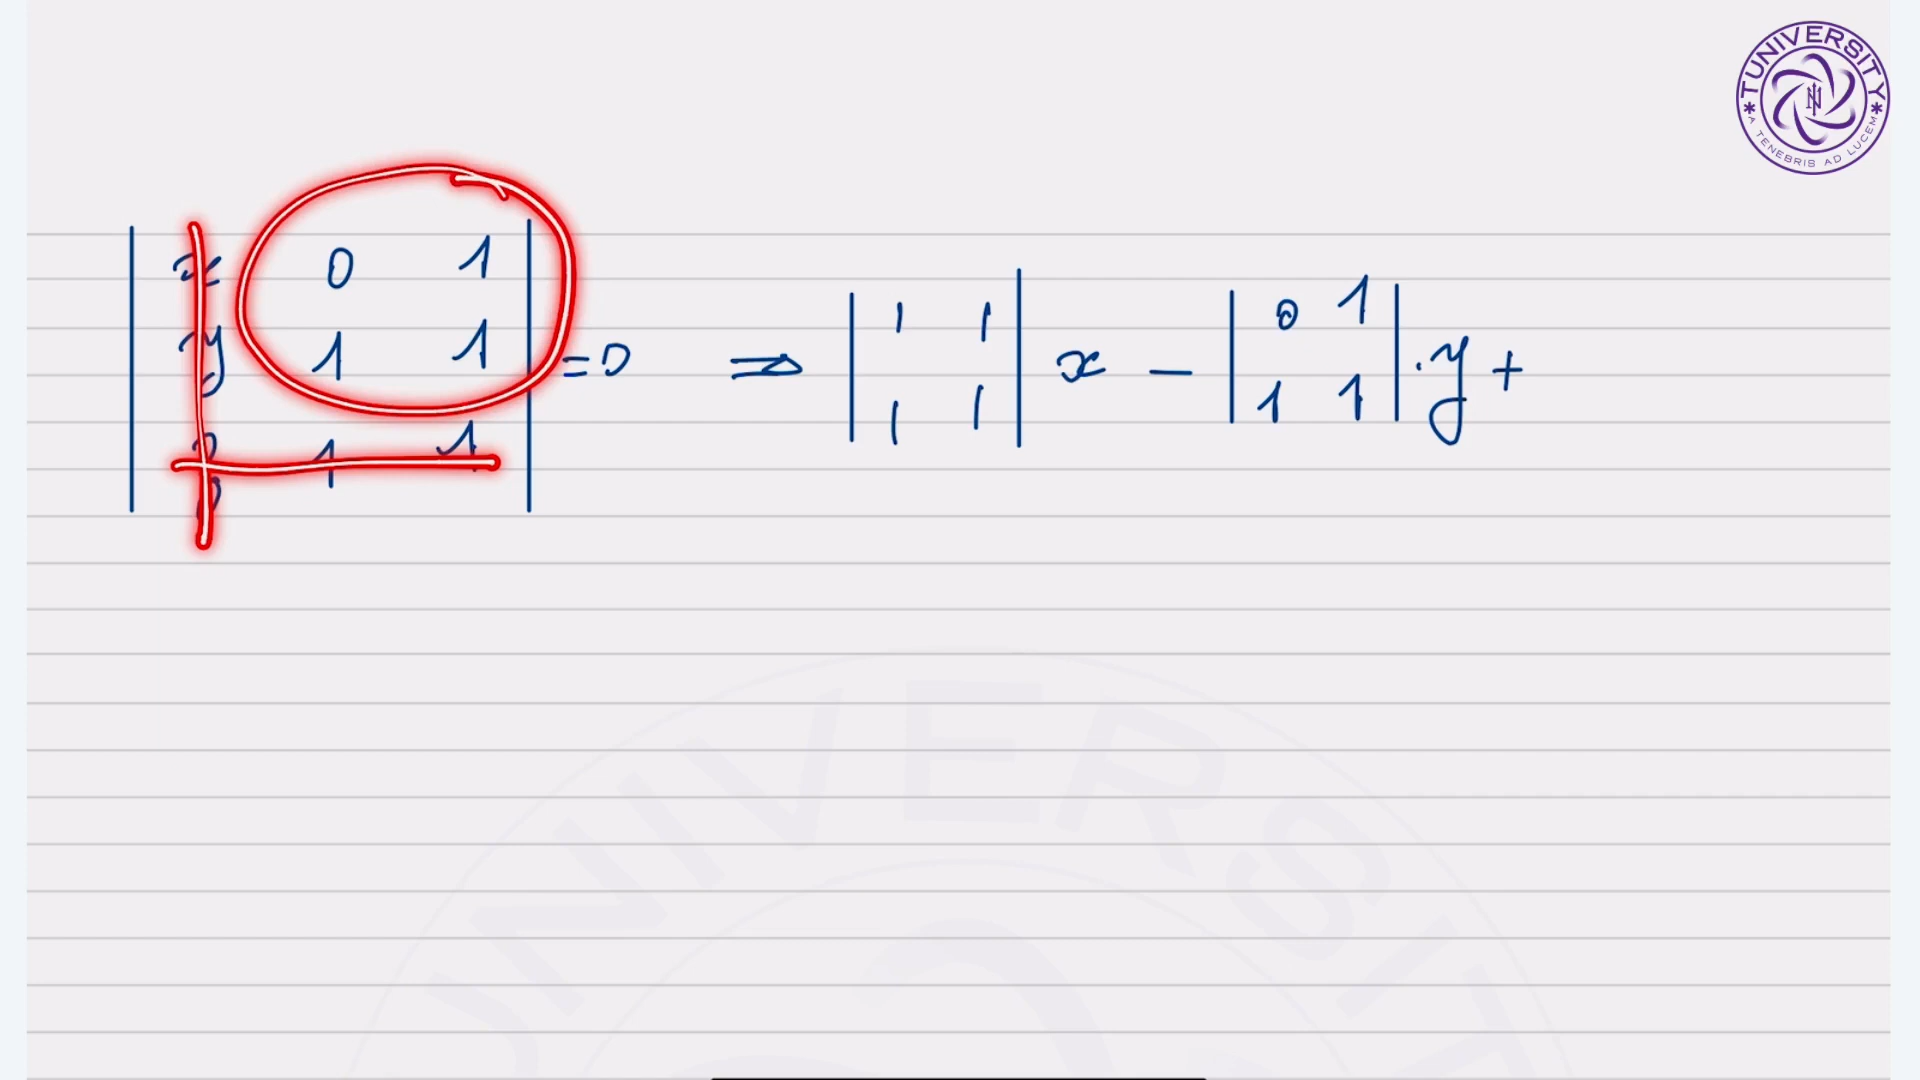 TUNIVERSITY
A TENEBRIS AD LUCEM
| x 0 1 |
| y 1 1 | = 0 ⇒ | 1 1 | x - | 0 1 | . y +
| z 1 1 | | 1 1 | | 1 1 |
UNIVERSIT